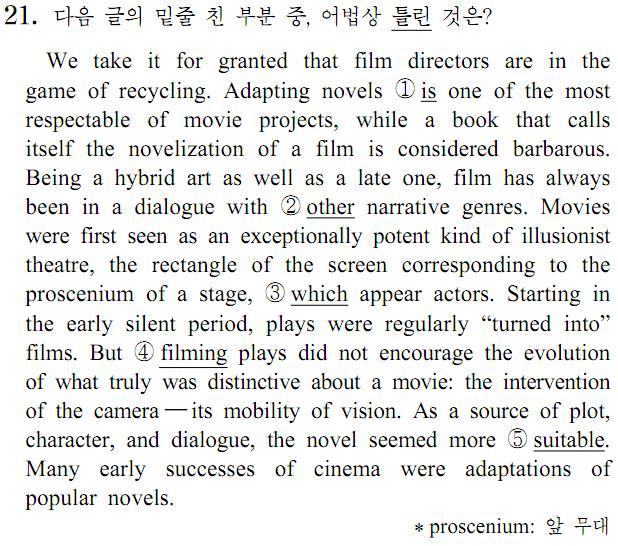 21. 다음 글의 밑줄 친 부분 중, 어법상 틀린 것은?
We take it for granted that film directors are in the
game of recycling. Adapting novels ① is one of the most
respectable of movie projects, while a book that calls
itself the novelization of a film is considered barbarous.
Being a hybrid art as well as a late one, film has always
been in a dialogue with ② other narrative genres. Movies
were first seen as an exceptionally potent kind of illusionist
theatre, the rectangle of the screen corresponding to the
proscenium of a stage, ③ which appear actors. Starting in
the early silent period, plays were regularly “turned into”
films. But ④ filming plays did not encourage the evolution
of what truly was distinctive about a movie: the intervention
of the camera — its mobility of vision. As a source of plot,
character, and dialogue, the novel seemed more ⑤ suitable.
Many early successes of cinema were adaptations of
popular novels.
* proscenium: 앞 무대